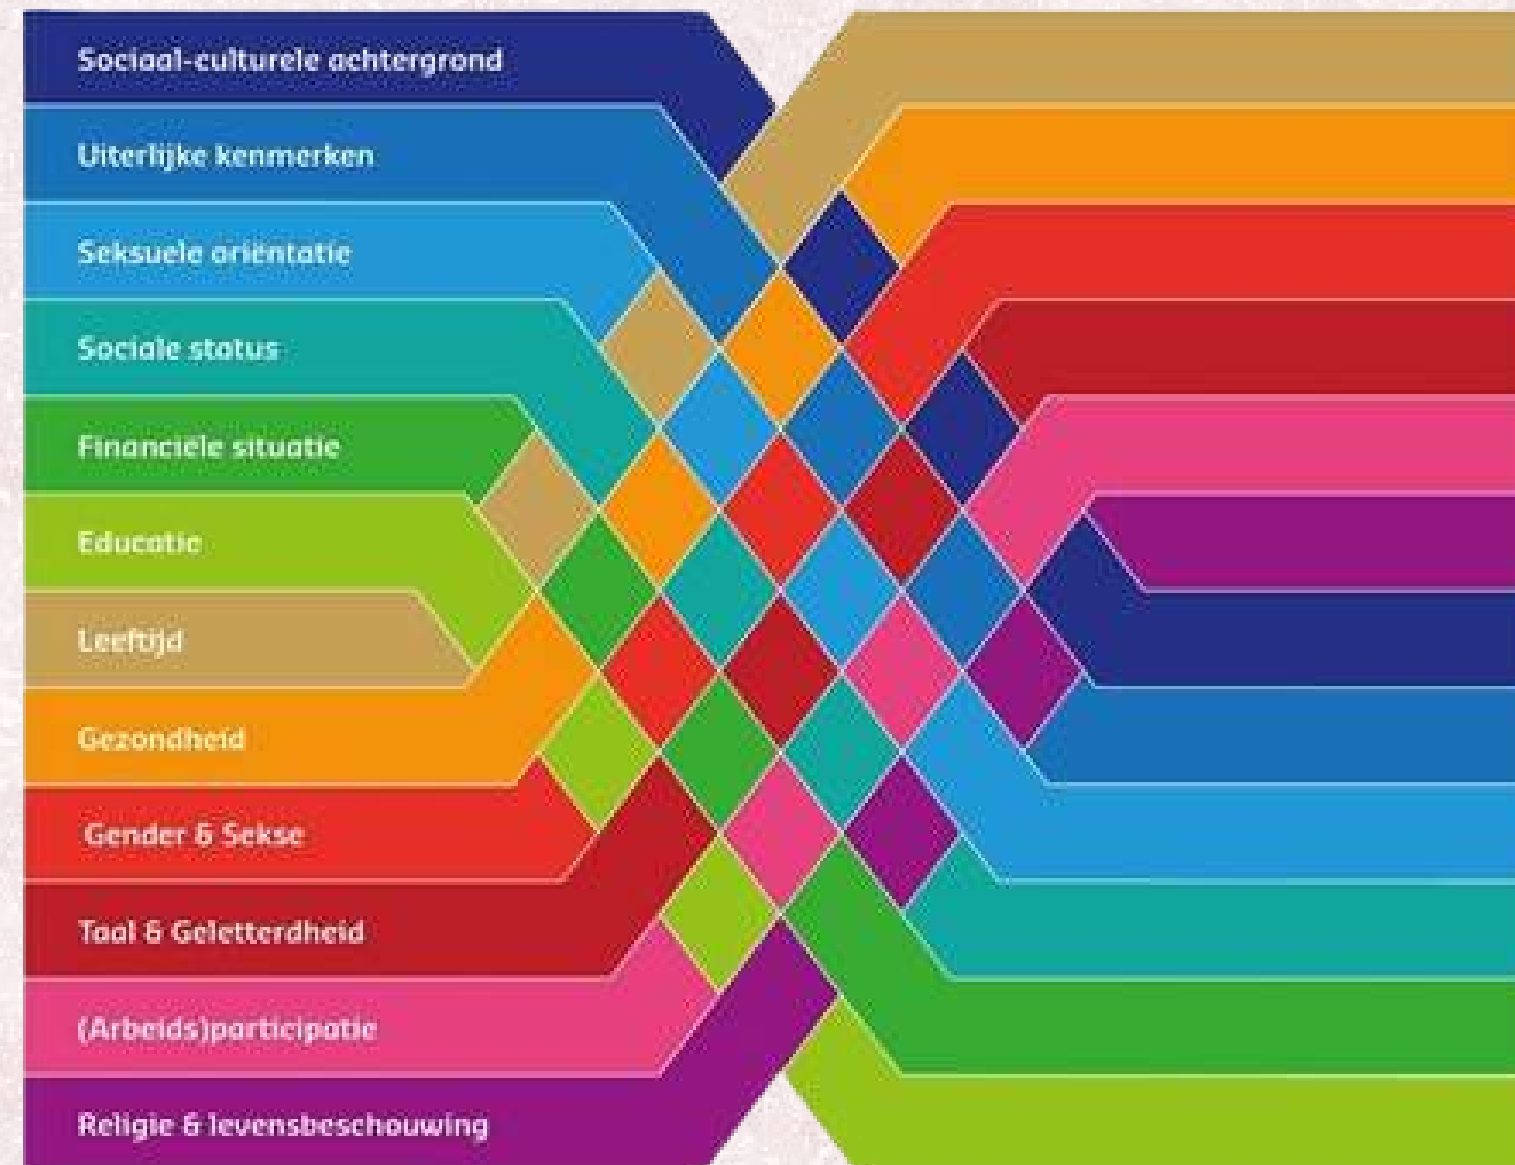 Sociaal-culturele achtergrond
Uiterlijke kenmerken
Seksuele oriëntatie
Sociale status
Financiële situatie
Educatie
Leeftijd
Gezondheid
Gender & Sekse
Taal & Geletterdheid
(Arbeids)participatie
Religie & levensbeschouwing